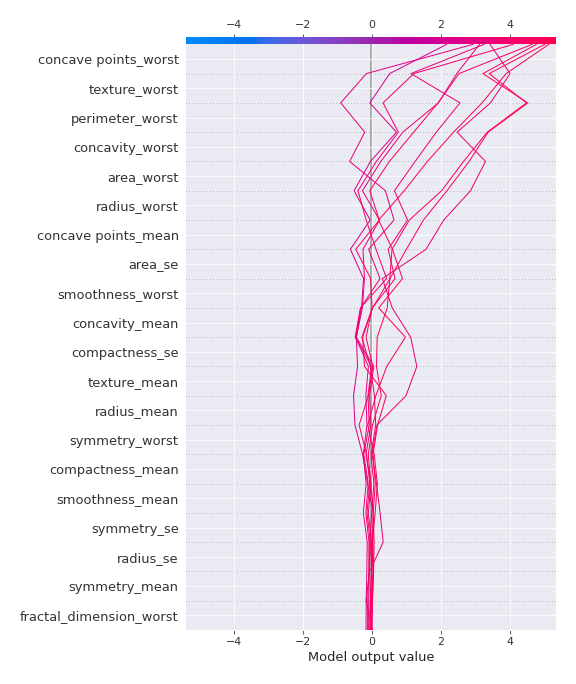 −4 −2 0 2 4
concave points_worst
texture_worst
perimeter_worst
concavity_worst
area_worst
radius_worst
concave points_mean
area_se
smoothness_worst
concavity_mean
compactness_se
texture_mean
radius_mean
symmetry_worst
compactness_mean
smoothness_mean
symmetry_se
radius_se
symmetry_mean
fractal_dimension_worst
−4 −2 0 2 4
Model output value